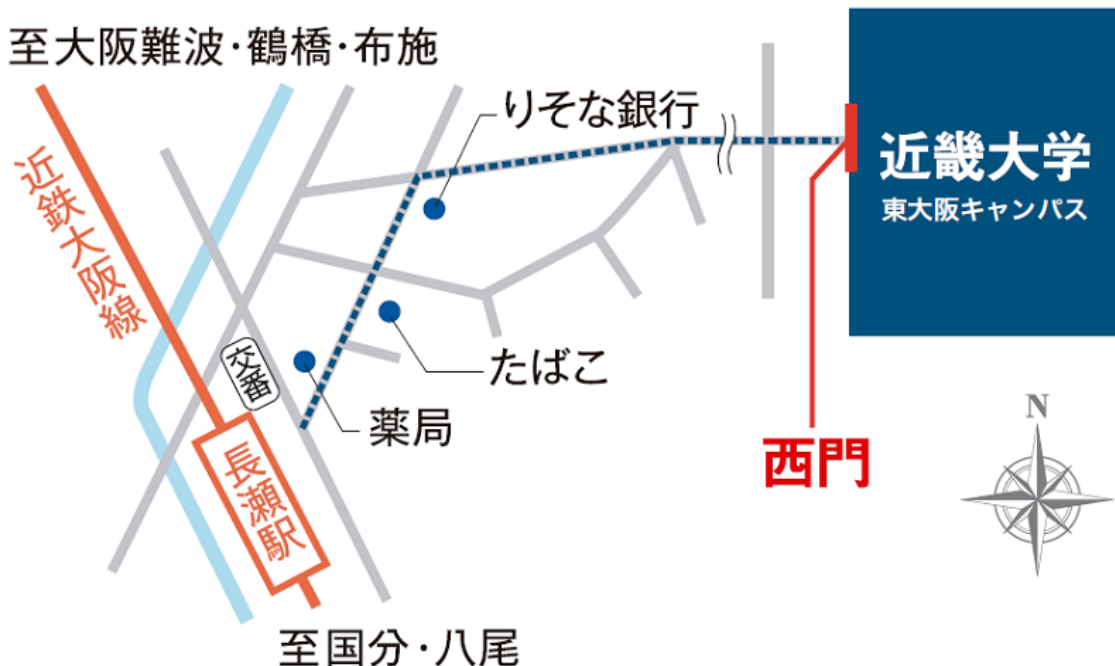 至大阪難波・鶴橋・布施
りそな銀行
近畿大学
東大阪キャンパス
近鉄大阪線
交番
たばこ
薬局
N
西門
長瀬駅
至国分・八尾